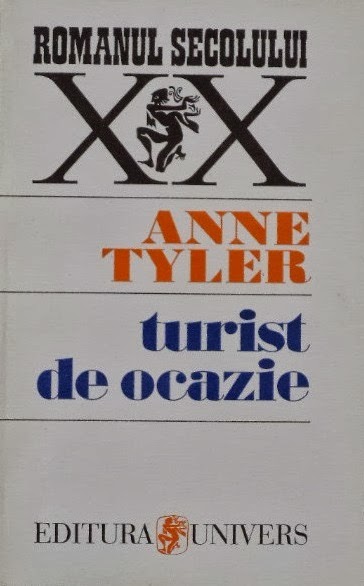 ROMANUL SECOLULUI
XX
ANNE
TYLER
turist
de ocazie
EDITURA UNIVERS